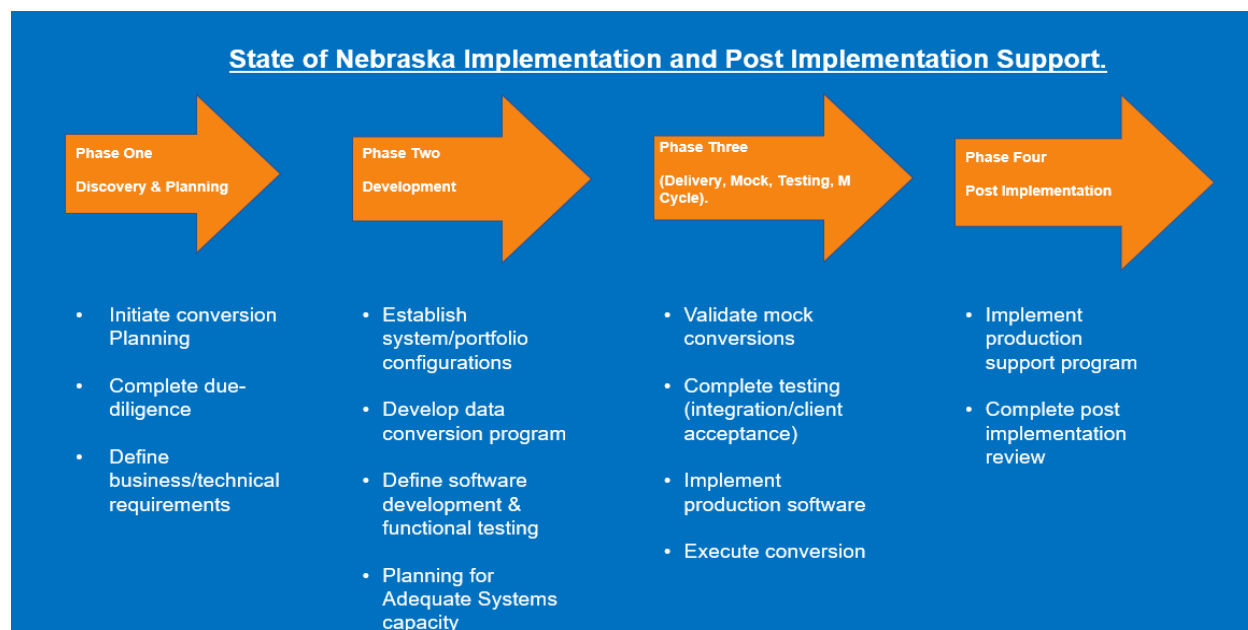 State of Nebraska Implementation and Post Implementation Support.
Phase One
Discovery & Planning
• Initiate conversion
Planning
• Complete due-
diligence
• Define
business/technical
requirements
Phase Two
Development
• Establish
system/portfolio
configurations
• Develop data
conversion program
• Define software
development &
functional testing
• Planning for
Adequate Systems
capacity
Phase Three
(Delivery, Mock, Testing, M
Cycle).
• Validate mock
conversions
• Complete testing
(integration/client
acceptance)
• Implement
production software
• Execute conversion
Phase Four
Post Implementation
• Implement
production
support program
• Complete post
implementation
review